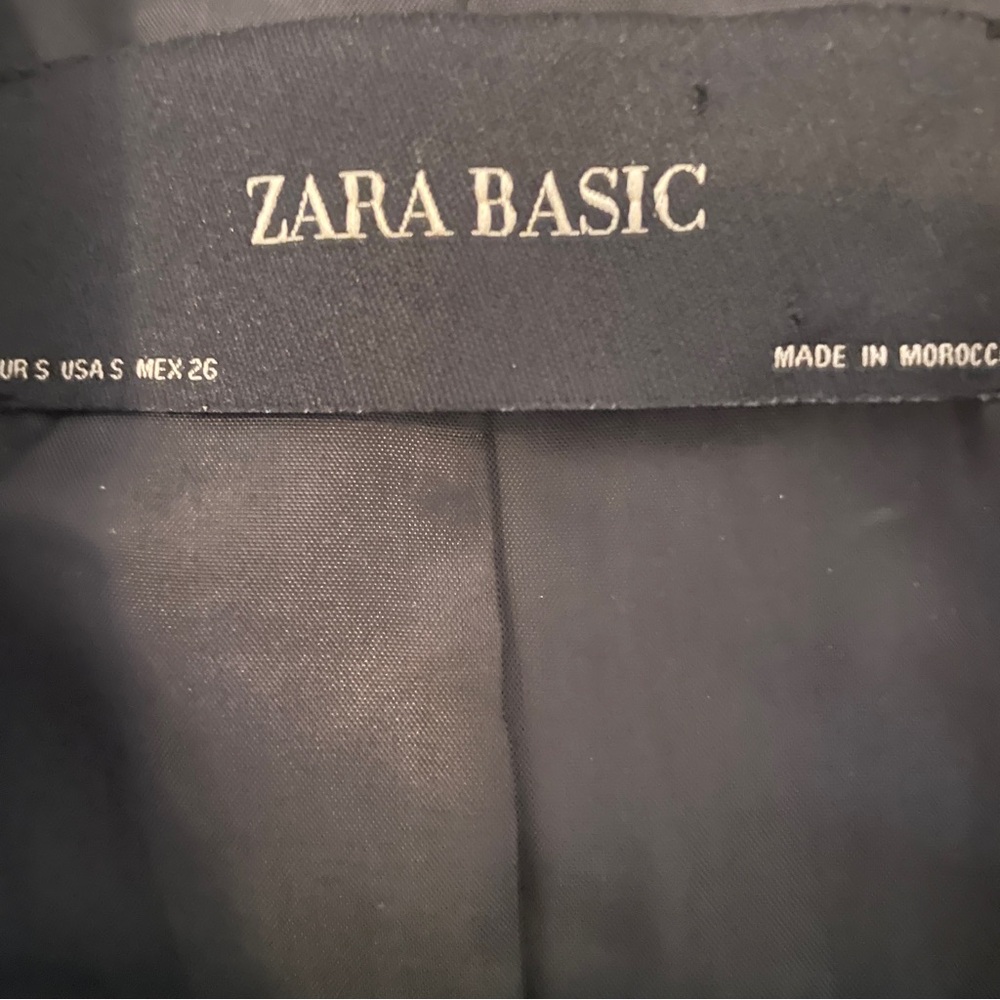 ZARA BASIC
UR S USA S MEX 26
MADE IN MOROCC